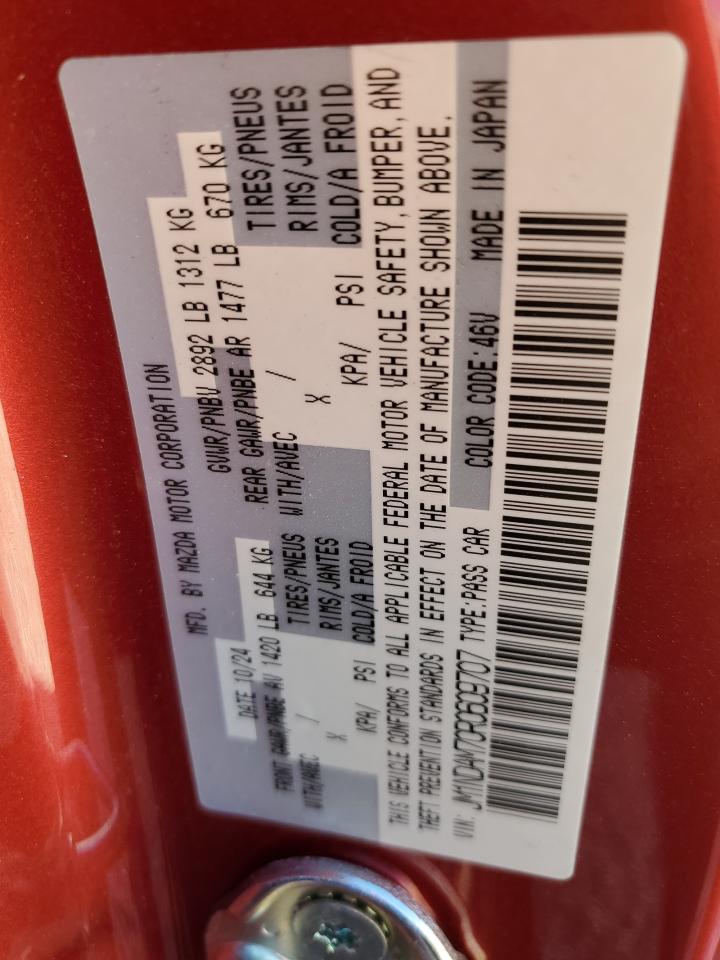 MFD. BY MAZDA MOTOR CORPORATION
DATE 10/24 GVWR/PNBV 2892 LB 1312 KG
FRONT GAWR/PNBE AV 1420 LB 644 KG REAR GAWR/PNBE AR 1477 LB 670 KG
WITH/AVEC / TIRES/PNEUS WITH/AVEC / TIRES/PNEUS
X RIMS/JANTES X RIMS/JANTES
KPA/ PSI COLD/A FROID KPA/ PSI COLD/A FROID
THIS VEHICLE CONFORMS TO ALL APPLICABLE FEDERAL MOTOR VEHICLE SAFETY, BUMPER, AND
THEFT PREVENTION STANDARDS IN EFFECT ON THE DATE OF MANUFACTURE SHOWN ABOVE.
VIN: JM1NDAM70R0609707 TYPE:PASS CAR COLOR CODE:46V MADE IN JAPAN